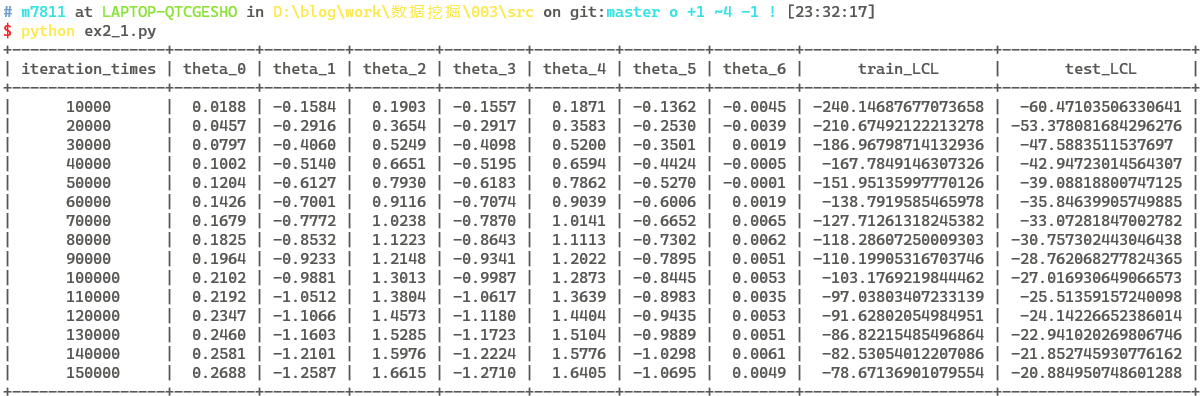 # m7811 at LAPTOP-QTCGESHO in D:\blog\work\数据挖掘\003\src on git:master o +1 ~4 -1 ! [23:32:17]
$ python ex2_1.py
+-----------------+---------+---------+---------+---------+---------+---------+---------+---------------------+---------------------+
| iteration_times | theta_0 | theta_1 | theta_2 | theta_3 | theta_4 | theta_5 | theta_6 |      train_LCL      |       test_LCL      |
+-----------------+---------+---------+---------+---------+---------+---------+---------+---------------------+---------------------+
|      10000      |  0.0188 | -0.1584 |  0.1903 | -0.1557 |  0.1871 | -0.1362 | -0.0045 | -240.14687677073658 |  -60.47103506330641 |
|      20000      |  0.0457 | -0.2916 |  0.3654 | -0.2917 |  0.3583 | -0.2530 | -0.0039 | -210.67492122213278 | -53.378081684296276 |
|      30000      |  0.0797 | -0.4060 |  0.5249 | -0.4098 |  0.5200 | -0.3501 |  0.0019 | -186.96798714132936 |  -47.5883511537697  |
|      40000      |  0.1002 | -0.5140 |  0.6651 | -0.5195 |  0.6594 | -0.4424 | -0.0005 |  -167.7849146307326 |  -42.94723014564307 |
|      50000      |  0.1204 | -0.6127 |  0.7930 | -0.6183 |  0.7862 | -0.5270 | -0.0001 | -151.95135997770126 |  -39.08818800747125 |
|      60000      |  0.1426 | -0.7001 |  0.9116 | -0.7074 |  0.9039 | -0.6006 |  0.0019 |  -138.7919585465978 |  -35.84639905749885 |
|      70000      |  0.1679 | -0.7772 |  1.0238 | -0.7870 |  1.0141 | -0.6652 |  0.0065 | -127.71261318245382 |  -33.07281847002782 |
|      80000      |  0.1825 | -0.8532 |  1.1223 | -0.8643 |  1.1113 | -0.7302 |  0.0062 | -118.28607250009303 | -30.757302443046438 |
|      90000      |  0.1964 | -0.9233 |  1.2148 | -0.9341 |  1.2022 | -0.7895 |  0.0051 | -110.19905316703746 | -28.762068277824365 |
|      100000     |  0.2102 | -0.9881 |  1.3013 | -0.9987 |  1.2873 | -0.8445 |  0.0053 |  -103.1769219844462 | -27.016930649066573 |
|      110000     |  0.2192 | -1.0512 |  1.3804 | -1.0617 |  1.3639 | -0.8983 |  0.0035 |  -97.03803407233139 |  -25.51359157240098 |
|      120000     |  0.2347 | -1.1066 |  1.4573 | -1.1180 |  1.4404 | -0.9435 |  0.0053 |  -91.62802054984951 |  -24.14226652386014 |
|      130000     |  0.2460 | -1.1603 |  1.5285 | -1.1723 |  1.5104 | -0.9889 |  0.0051 |  -86.82215485496864 | -22.941020269806746 |
|      140000     |  0.2581 | -1.2101 |  1.5976 | -1.2224 |  1.5776 | -1.0298 |  0.0061 |  -82.53054012207086 | -21.852745930776162 |
|      150000     |  0.2688 | -1.2587 |  1.6615 | -1.2710 |  1.6405 | -1.0695 |  0.0049 |  -78.67136901079554 | -20.884950748601288 |
+-----------------+---------+---------+---------+---------+---------+---------+---------+---------------------+---------------------+